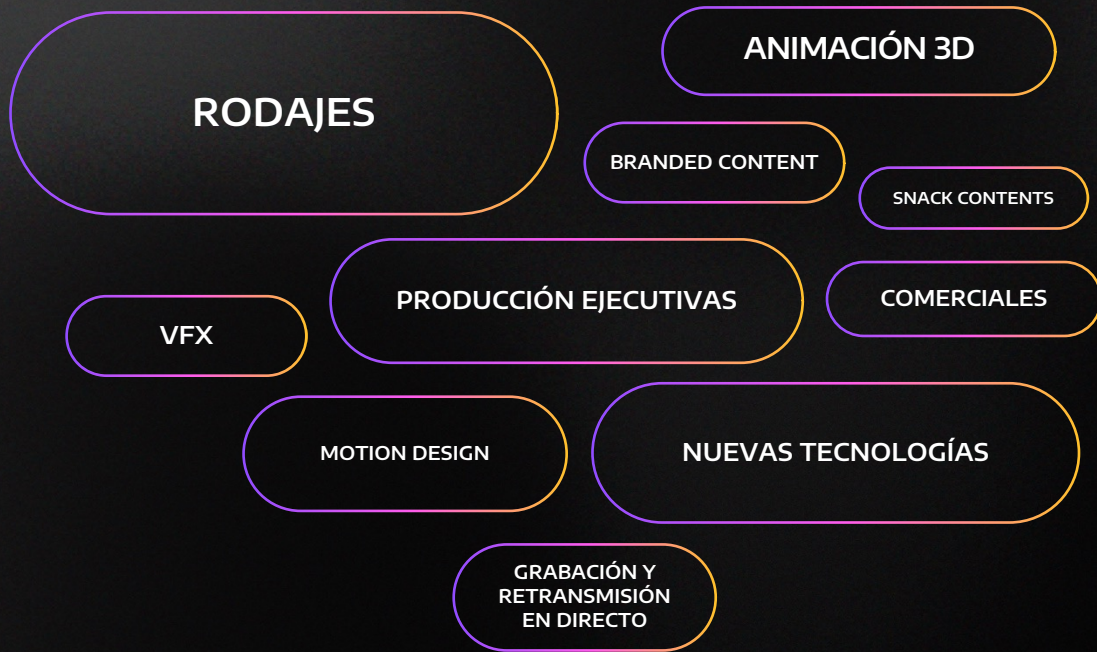 ANIMACIÓN 3D
RODAJES
BRANDED CONTENT
SNACK CONTENTS
PRODUCCIÓN EJECUTIVAS
COMERCIALES
VFX
MOTION DESIGN
NUEVAS TECNOLOGÍAS
GRABACIÓN Y
RETRANSMISIÓN
EN DIRECTO